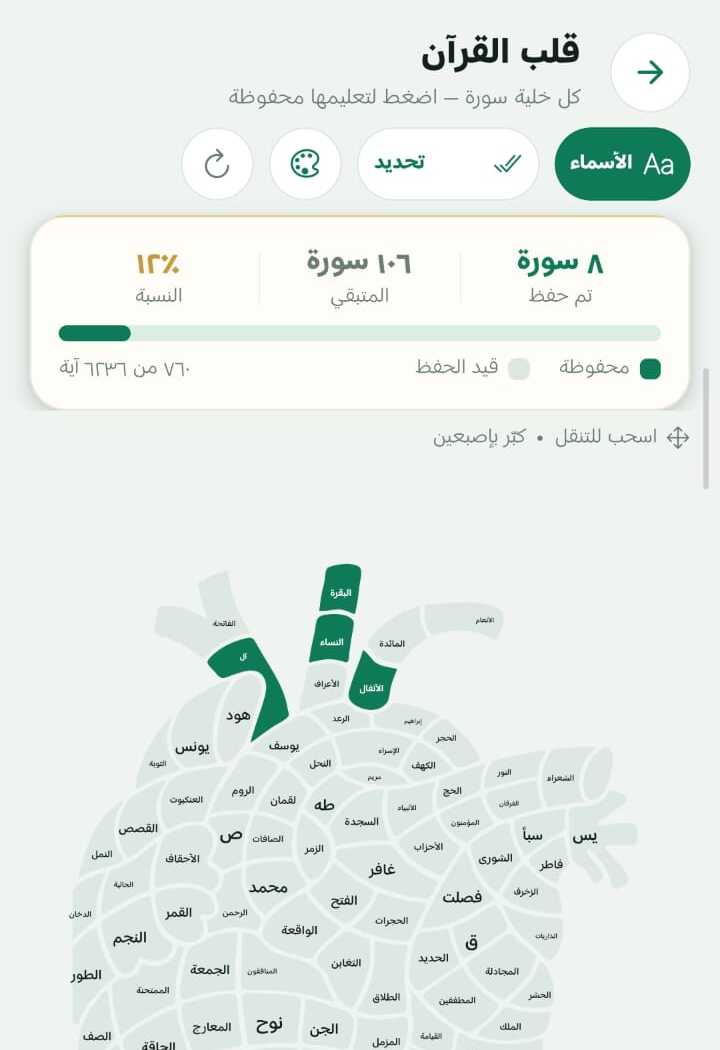 قلب القرآن
كل خلية سورة — اضغط لتعليمها محفوظة
Aa الأسماء
تحديد
٨ سورة
١٠٦ سورة
١٢٪
تم حفظ
المتبقي
النسبة
محفوظة
قيد الحفظ
٧٦٠ من ٦٢٣٦ آية
اسحب للتنقل • كبّر بإصبعين
البقرة
الفاتحة
النساء
المائدة
الأنعام
آل
الأعراف
الأنفال
هود
الرعد
إبراهيم
يونس
يوسف
الحجر
التوبة
النحل
الإسراء
الكهف
مريم
النور
الشعراء
العنكبوت
الروم
لقمان
طه
الأنبياء
الحج
الفرقان
القصص
ص
الصافات
السجدة
المؤمنون
سبأ
يس
النمل
الأحقاف
الزمر
الأحزاب
الشورى
فاطر
الجاثية
محمد
غافر
فصلت
الزخرف
الدخان
القمر
الرحمن
الفتح
الحجرات
النجم
الواقعة
ق
الذاريات
الطور
الجمعة
المنافقون
التغابن
الحديد
المجادلة
الممتحنة
الطلاق
المطففين
الحشر
الصف
المعارج
نوح
الجن
القيامة
الملك
الحاقة
المزمل